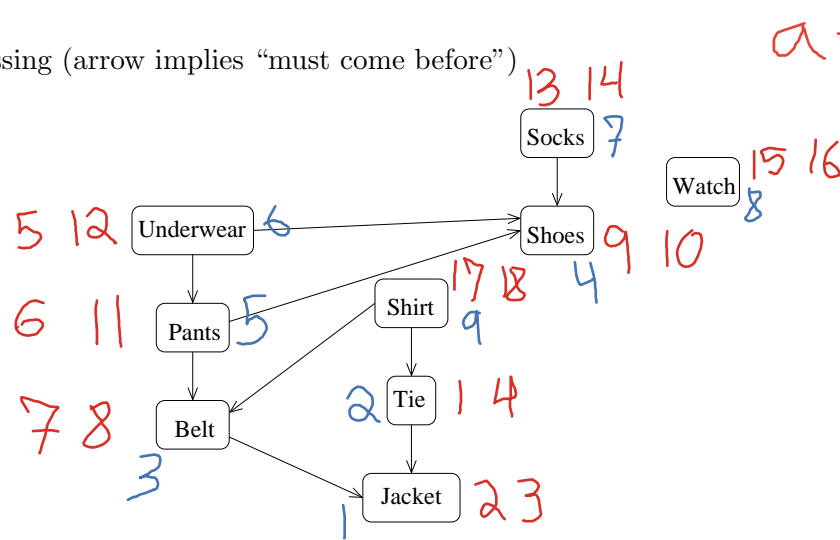 ssing (arrow implies “must come before”)
a
13 14
Socks 7
Watch 15 16
8
5 12 Underwear 6
Shoes 9 10
4
17 18
Shirt
9
6 11 Pants 5
7 8 Belt
3
2 Tie 1 4
Jacket 2 3
1